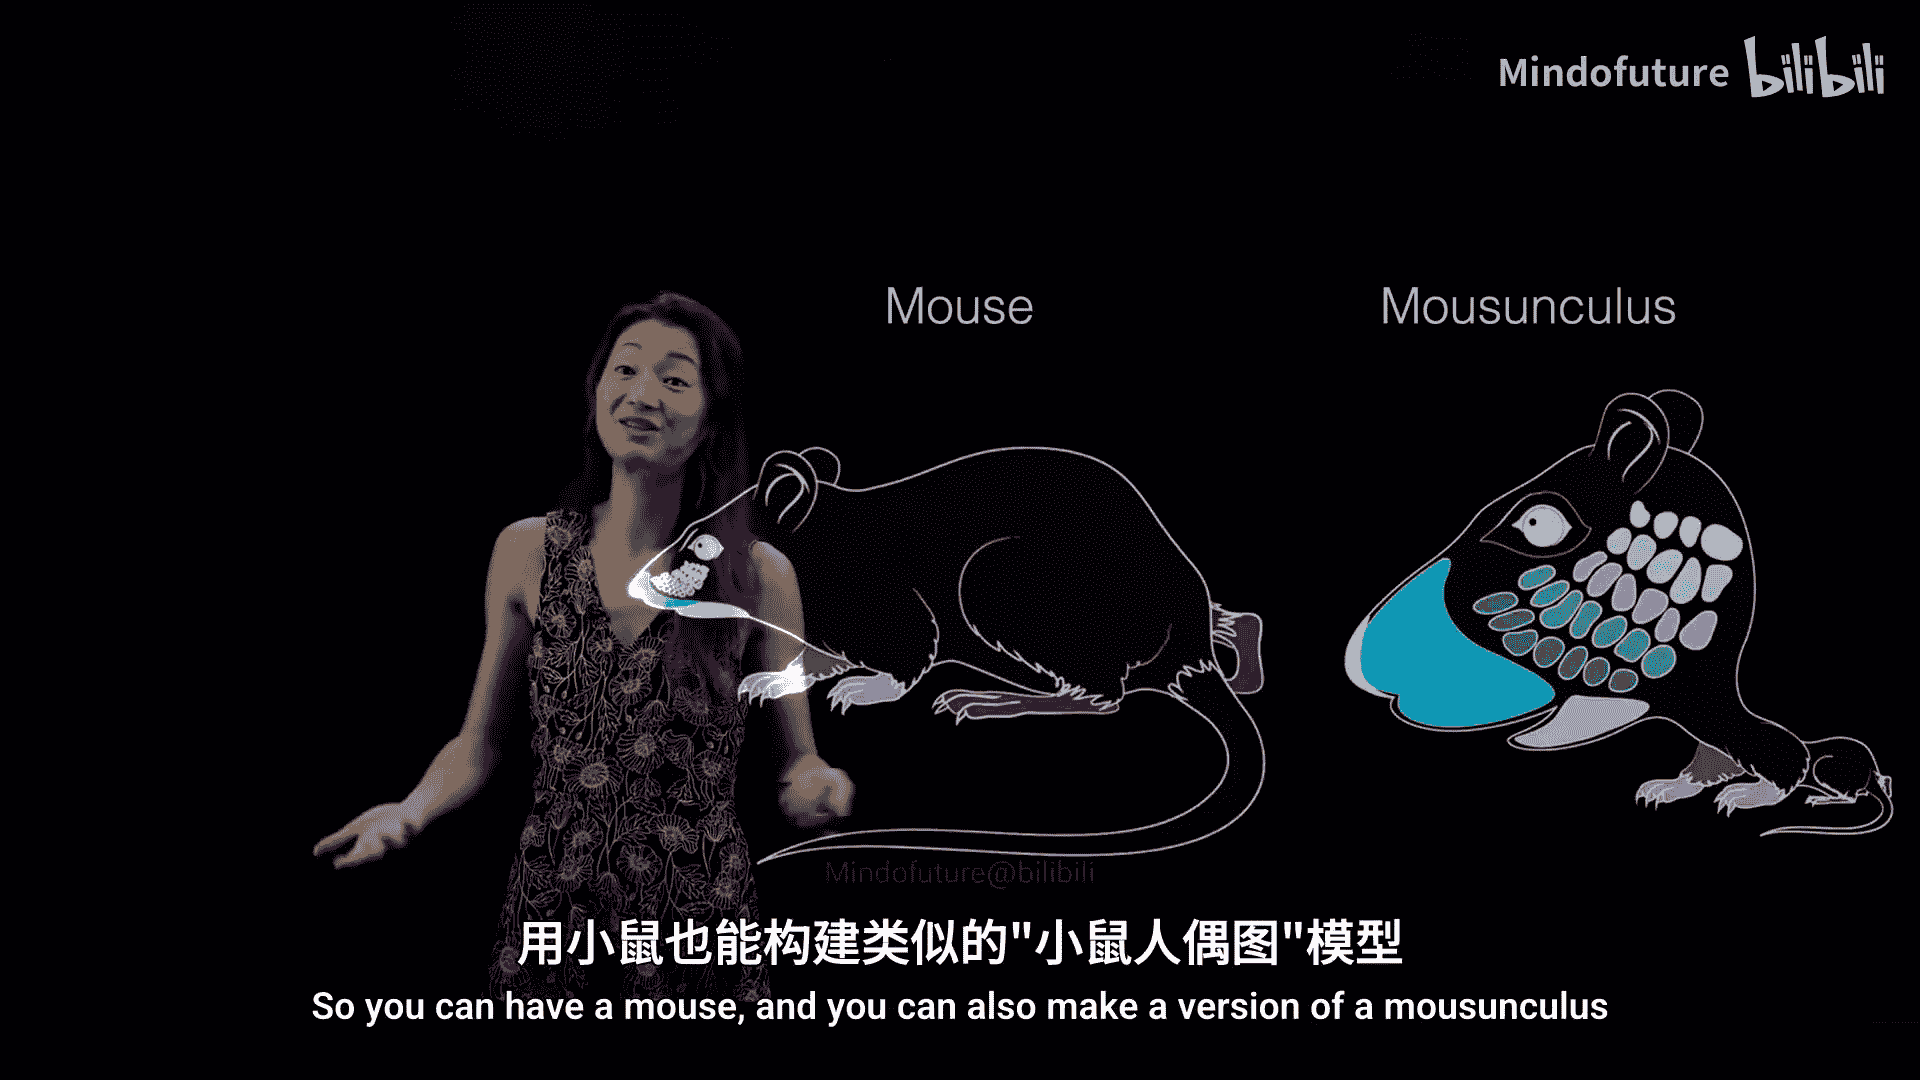 Mindofuture bilibili
Mouse
Mousunculus
Mindofuture@bilibili
用小鼠也能构建类似的"小鼠人偶图"模型
So you can have a mouse, and you can also make a version of a mousunculus